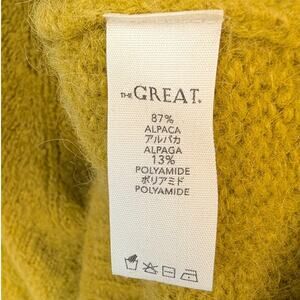 THE GREAT.
87%
ALPACA
アルパカ
ALPAGA
13%
POLYAMIDE
ポリアミド
POLYAMIDE